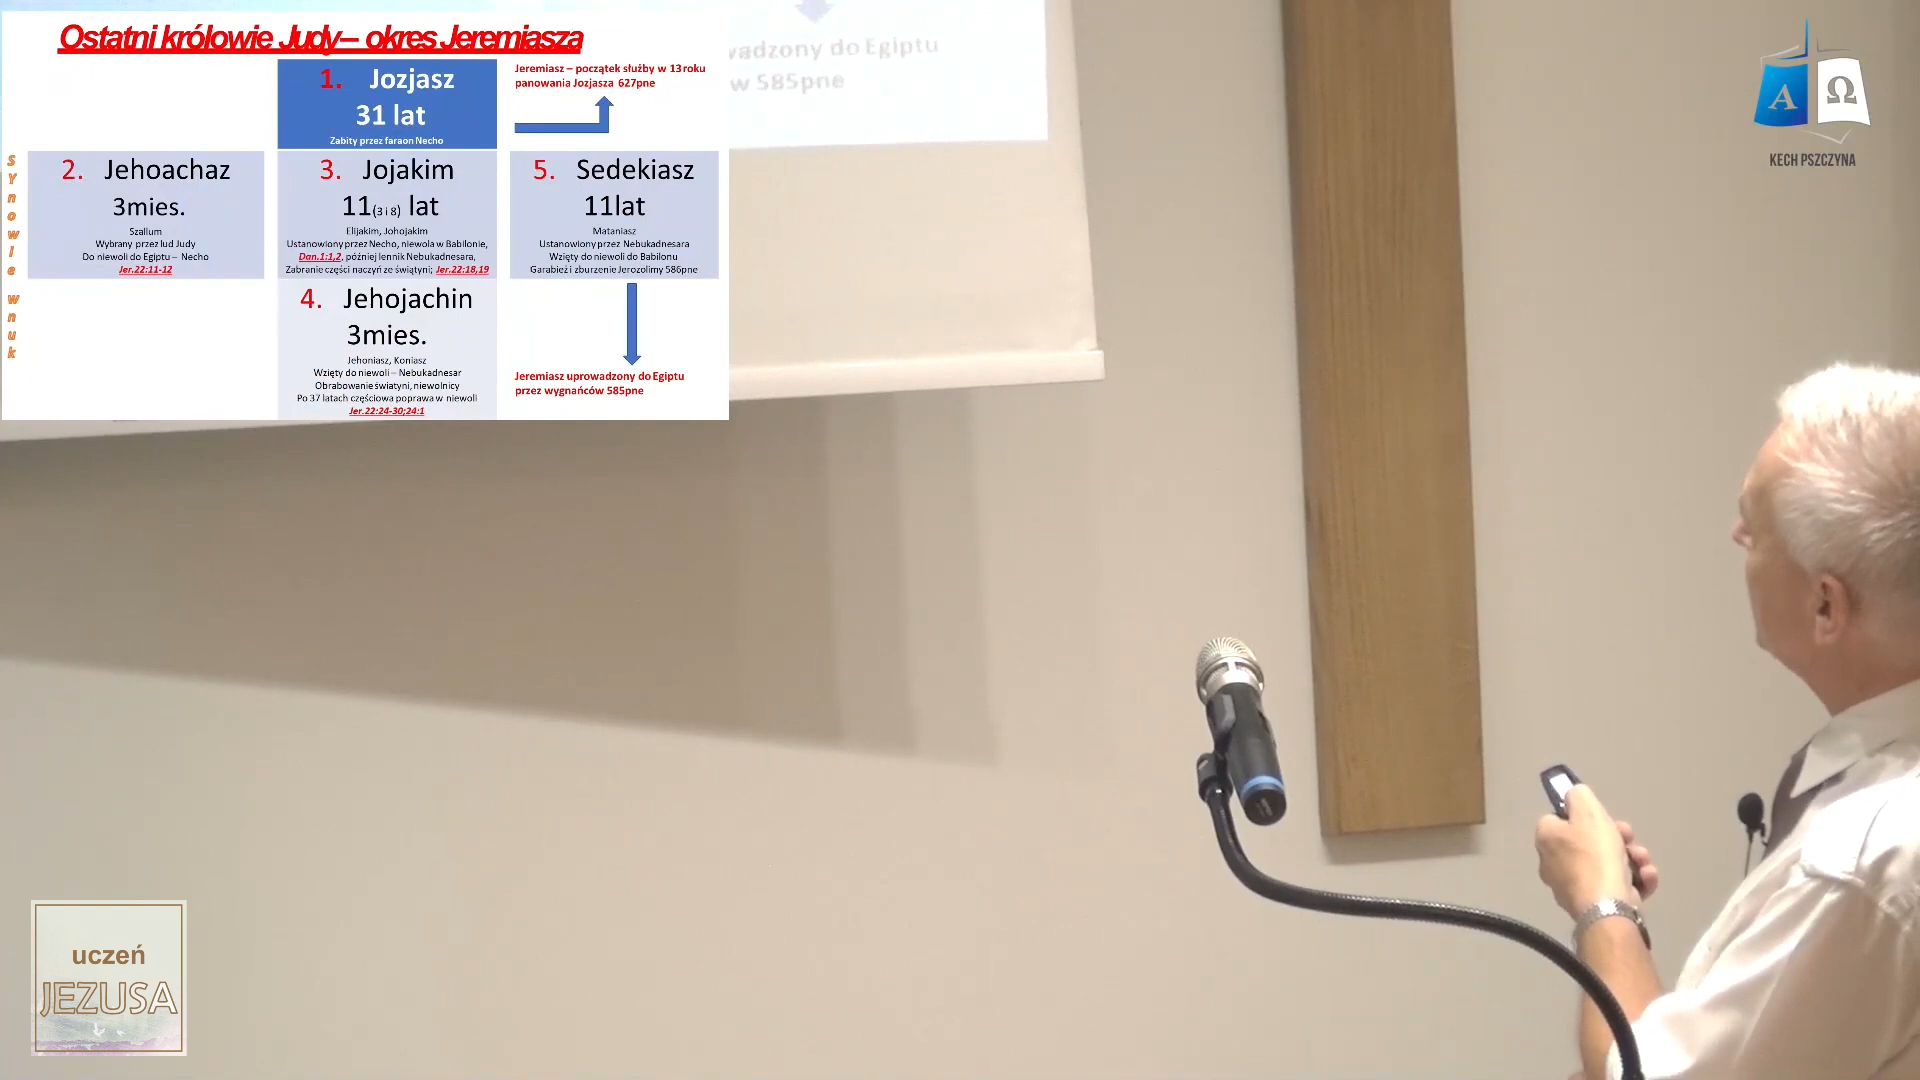 Ostatni królowie Judy – okres Jeremiasza
1. Jozjasz
31 lat
Zabity przez faraon Necho
Jeremiasz – początek służby w 13 roku
panowania Jozjasza 627pne
Synowie wnuk
2. Jehoachaz
3mies.
Szallum
Wybrany przez lud Judy
Do niewoli do Egiptu – Necho
Jer.22:11-12
3. Jojakim
11(3 i 8) lat
Elijakim, Johojakim
Ustanowiony przez Necho, niewola w Babilonie,
Dan.1:1,2, później lennik Nebukadnesara,
Zabranie części naczyń ze świątyni; Jer.22:18,19
5. Sedekiasz
11lat
Mataniasz
Ustanowiony przez Nebukadnesara
Wzięty do niewoli do Babilonu
Garabież i zburzenie Jerozolimy 586pne
4. Jehojachin
3mies.
Jehoniasz, Koniasz
Wzięty do niewoli – Nebukadnesar
Obrabowanie świątyni, niewolnicy
Po 37 latach częściowa poprawa w niewoli
Jer.22:24-30;24:1
Jeremiasz uprowadzony do Egiptu
przez wygnańców 585pne
wadzony do Egiptu
w 585pne
A Ω
KECH PSZCZYNA
uczeń
JEZUSA